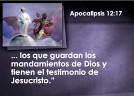 Apocalipsis 12:17
... los que guardan los
mandamientos de Dios y
tienen el testimonio de
Jesucristo."